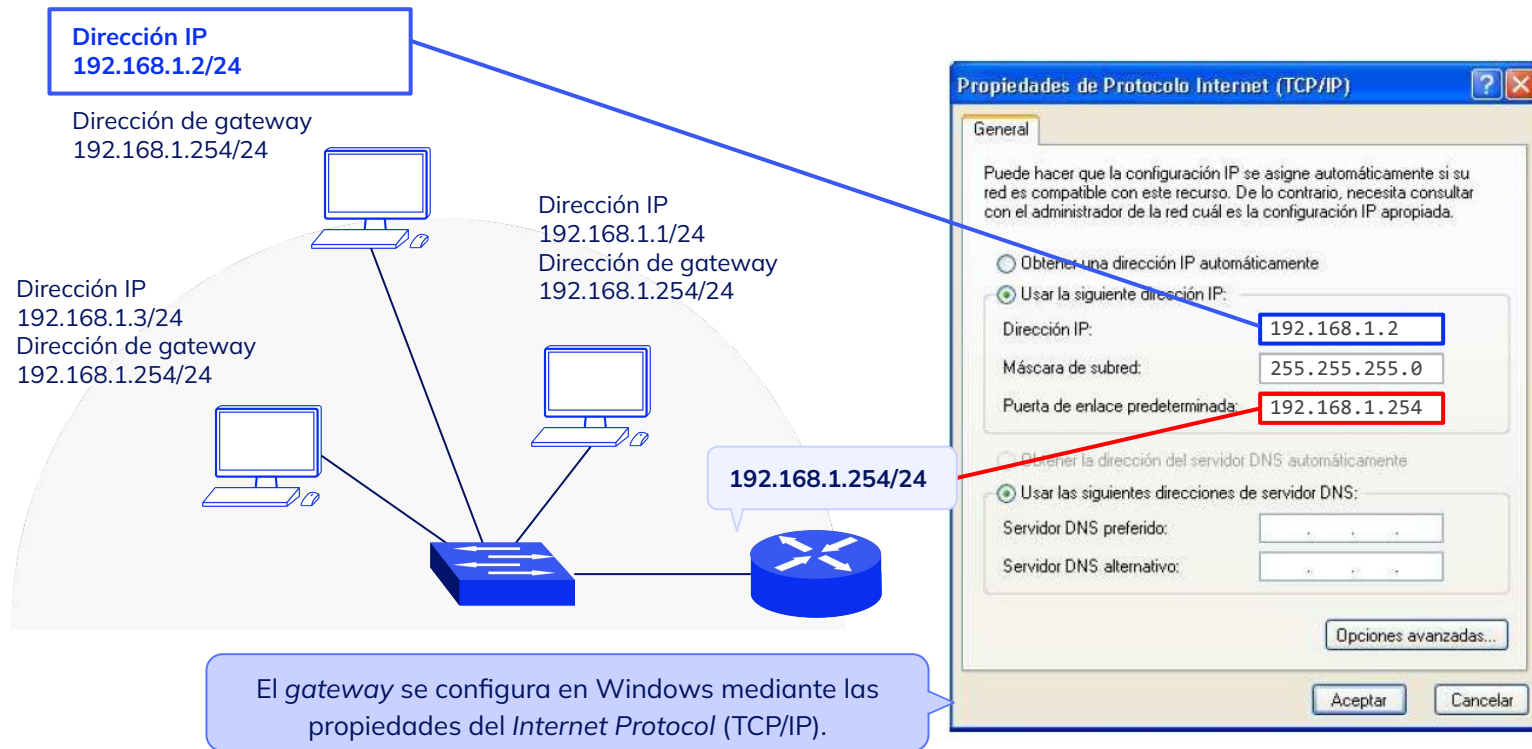 Dirección IP
192.168.1.2/24
Dirección de gateway
192.168.1.254/24
Dirección IP
192.168.1.1/24
Dirección de gateway
192.168.1.254/24
Dirección IP
192.168.1.3/24
Dirección de gateway
192.168.1.254/24
192.168.1.254/24
El gateway se configura en Windows mediante las
propiedades del Internet Protocol (TCP/IP).
Propiedades de Protocolo Internet (TCP/IP)
General
Puede hacer que la configuración IP se asigne automáticamente si su
red es compatible con este recurso. De lo contrario, necesita consultar
con el administrador de la red cuál es la configuración IP apropiada.
Obtener una dirección IP automáticamente
Usar la siguiente dirección IP:
Dirección IP: 192.168.1.2
Máscara de subred: 255.255.255.0
Puerta de enlace predeterminada: 192.168.1.254
Obtener la dirección del servidor DNS automáticamente
Usar las siguientes direcciones de servidor DNS:
Servidor DNS preferido: . . .
Servidor DNS alternativo: . . .
Opciones avanzadas...
Aceptar
Cancelar